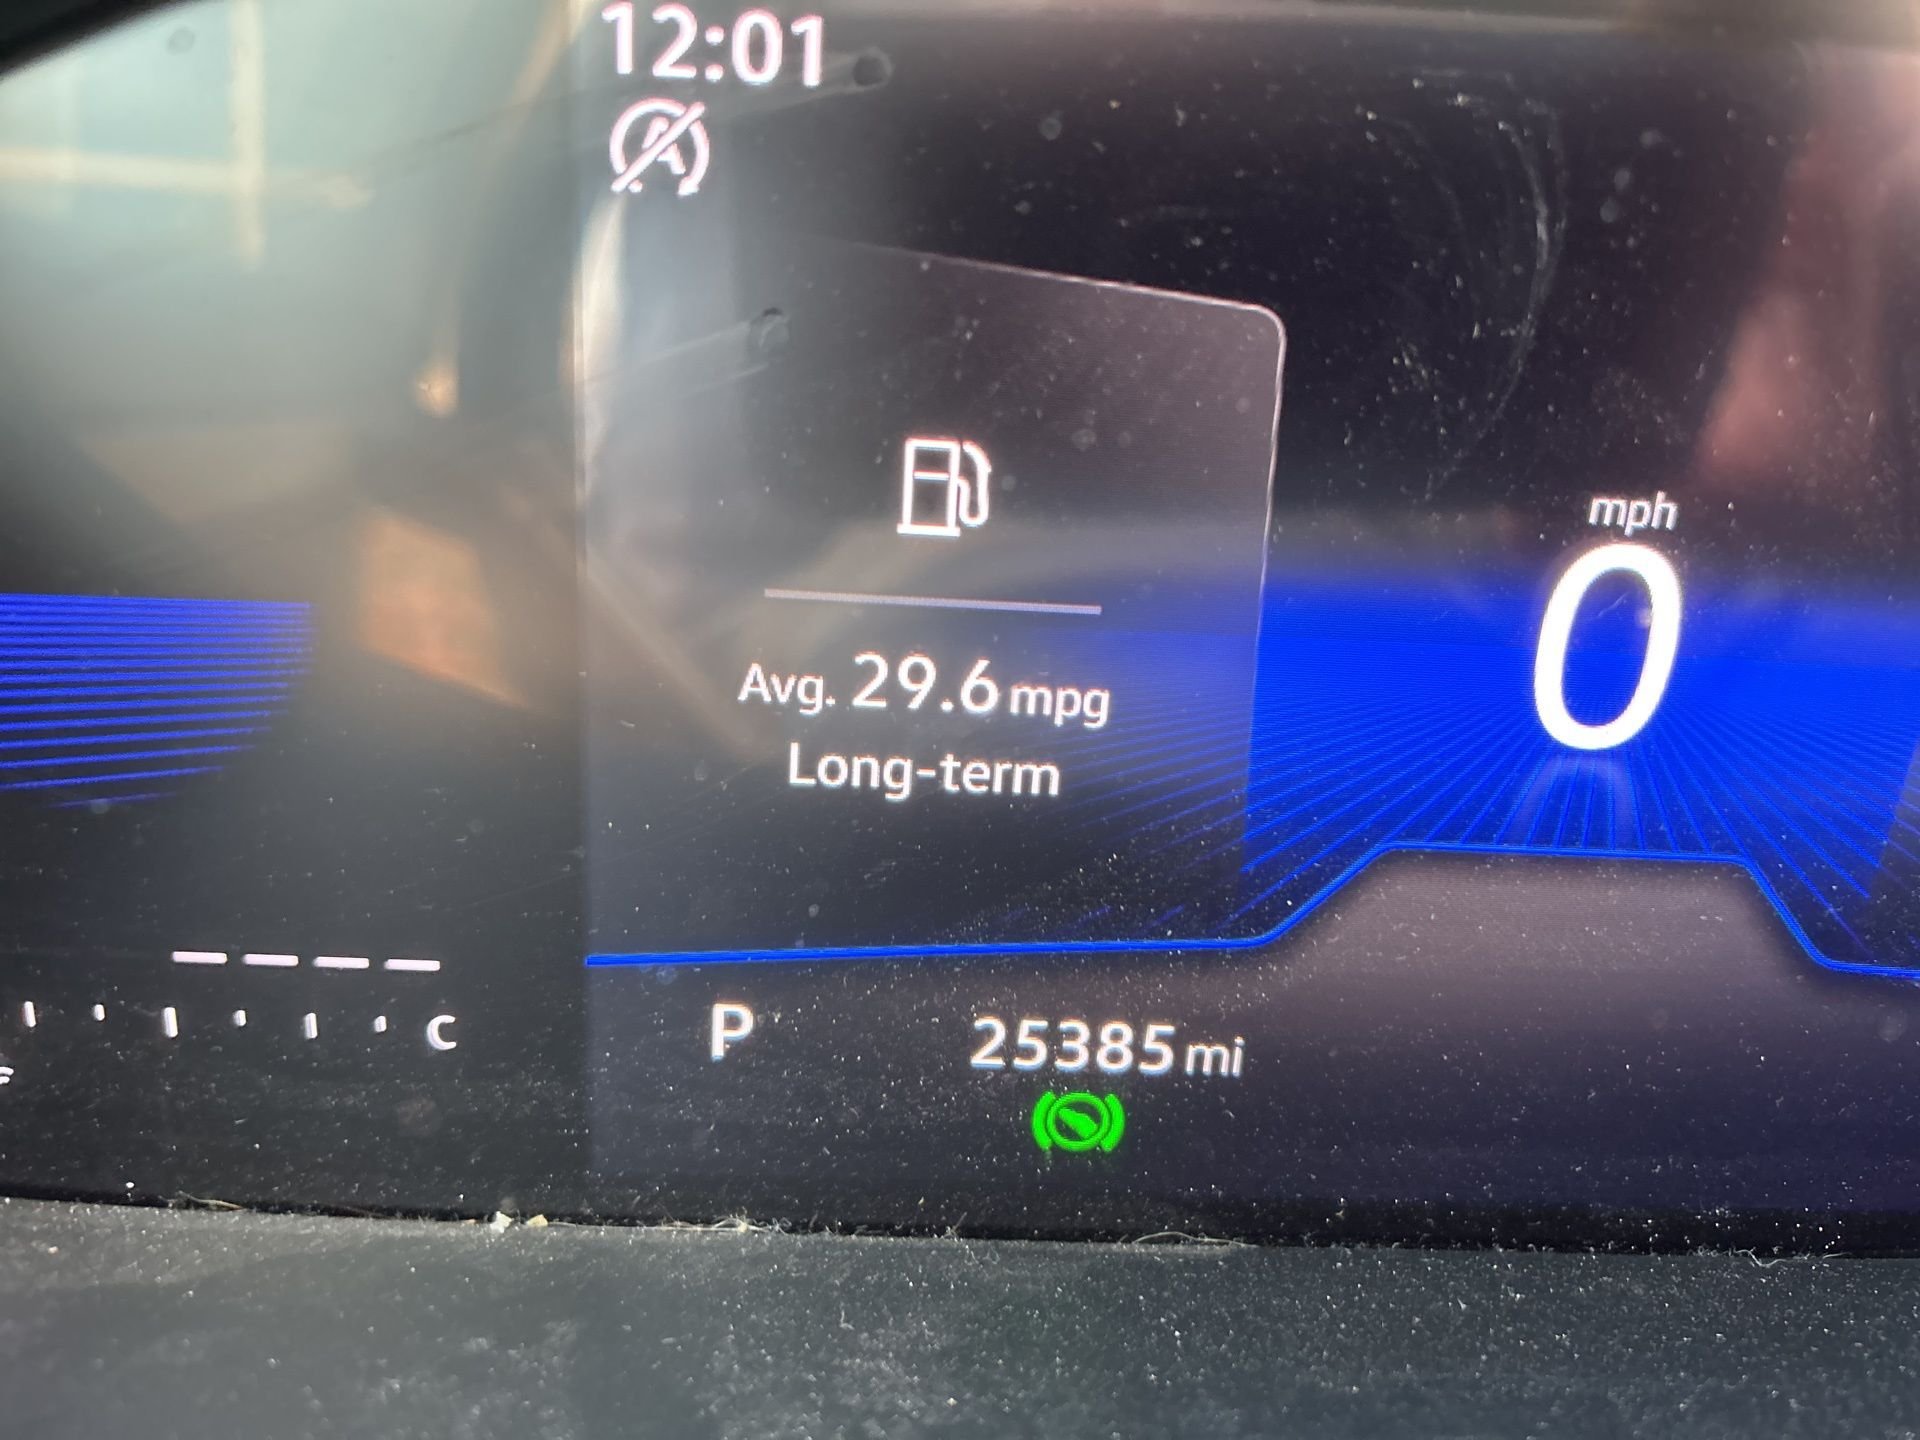 12:01
A
mph
0
Avg. 29.6 mpg
Long-term
C
P
25385 mi